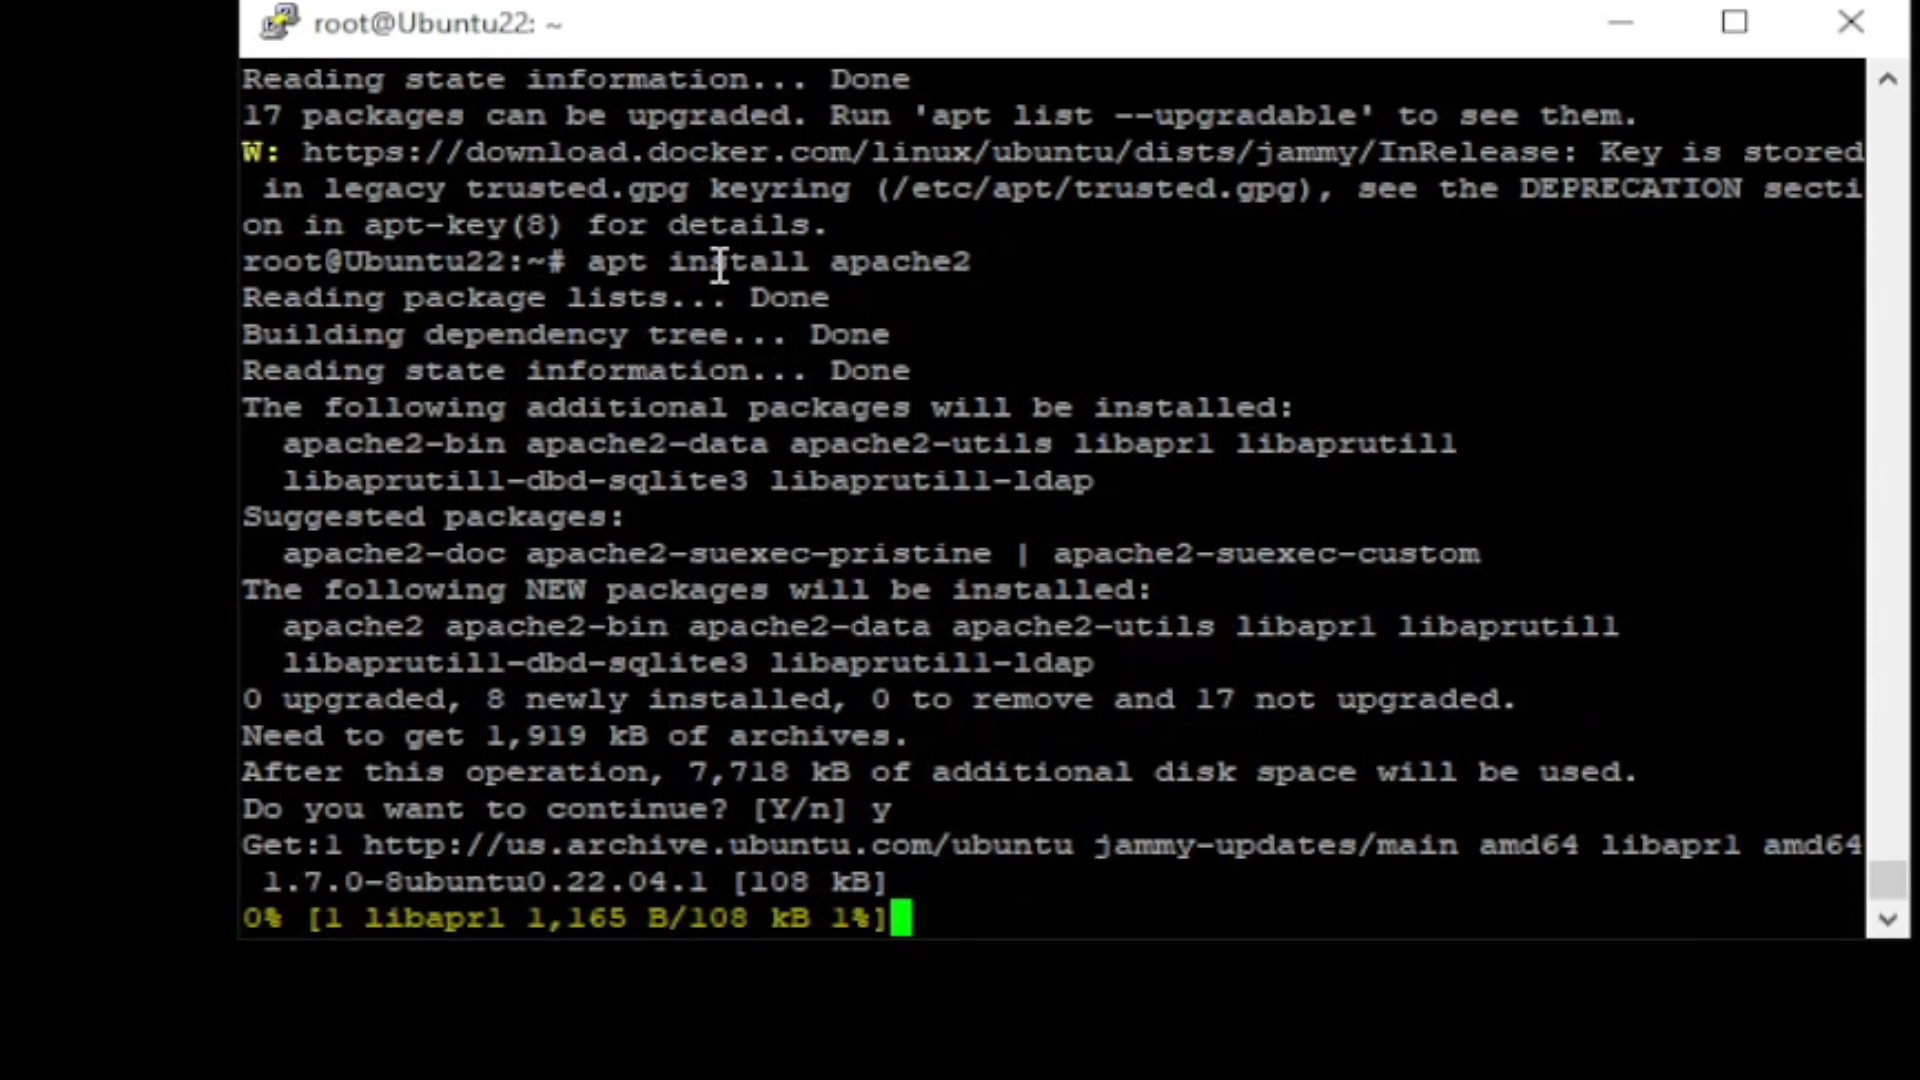 root@Ubuntu22: ~
Reading state information... Done
17 packages can be upgraded. Run 'apt list --upgradable' to see them.
W: https://download.docker.com/linux/ubuntu/dists/jammy/InRelease: Key is stored
 in legacy trusted.gpg keyring (/etc/apt/trusted.gpg), see the DEPRECATION secti
on in apt-key(8) for details.
root@Ubuntu22:~# apt install apache2
Reading package lists... Done
Building dependency tree... Done
Reading state information... Done
The following additional packages will be installed:
  apache2-bin apache2-data apache2-utils libapr1 libaprutil1
  libaprutil1-dbd-sqlite3 libaprutil1-ldap
Suggested packages:
  apache2-doc apache2-suexec-pristine | apache2-suexec-custom
The following NEW packages will be installed:
  apache2 apache2-bin apache2-data apache2-utils libapr1 libaprutil1
  libaprutil1-dbd-sqlite3 libaprutil1-ldap
0 upgraded, 8 newly installed, 0 to remove and 17 not upgraded.
Need to get 1,919 kB of archives.
After this operation, 7,718 kB of additional disk space will be used.
Do you want to continue? [Y/n] y
Get:1 http://us.archive.ubuntu.com/ubuntu jammy-updates/main amd64 libapr1 amd64
 1.7.0-8ubuntu0.22.04.1 [108 kB]
0% [1 libapr1 1,165 B/108 kB 1%]